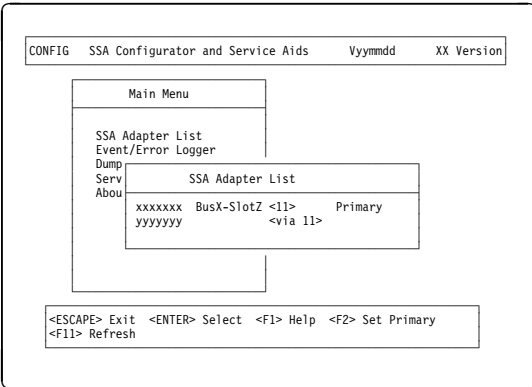 CONFIG SSA Configurator and Service Aids Vyymmdd XX Version
Main Menu
SSA Adapter List
Event/Error Logger
Dump
Serv
Abou
SSA Adapter List
xxxxxxx BusX-SlotZ <11> Primary
yyyyyyy <via 11>
<ESCAPE> Exit <ENTER> Select <F1> Help <F2> Set Primary
<F11> Refresh